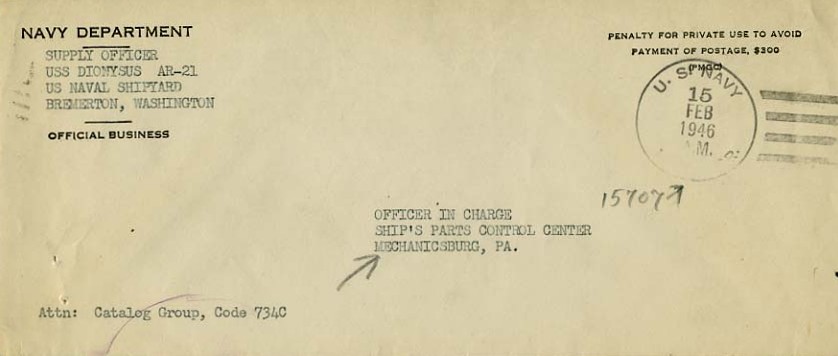 NAVY DEPARTMENT
SUPPLY OFFICER
USS DIONYSUS AR-21
US NAVAL SHIPYARD
BREMERTON, WASHINGTON
OFFICIAL BUSINESS
PENALTY FOR PRIVATE USE TO AVOID
PAYMENT OF POSTAGE, $300
(PMGC)
U. S. NAVY
15
FEB
1946
.M.
15707
OFFICER IN CHARGE
SHIP'S PARTS CONTROL CENTER
MECHANICSBURG, PA.
Attn: Catalog Group, Code 734C